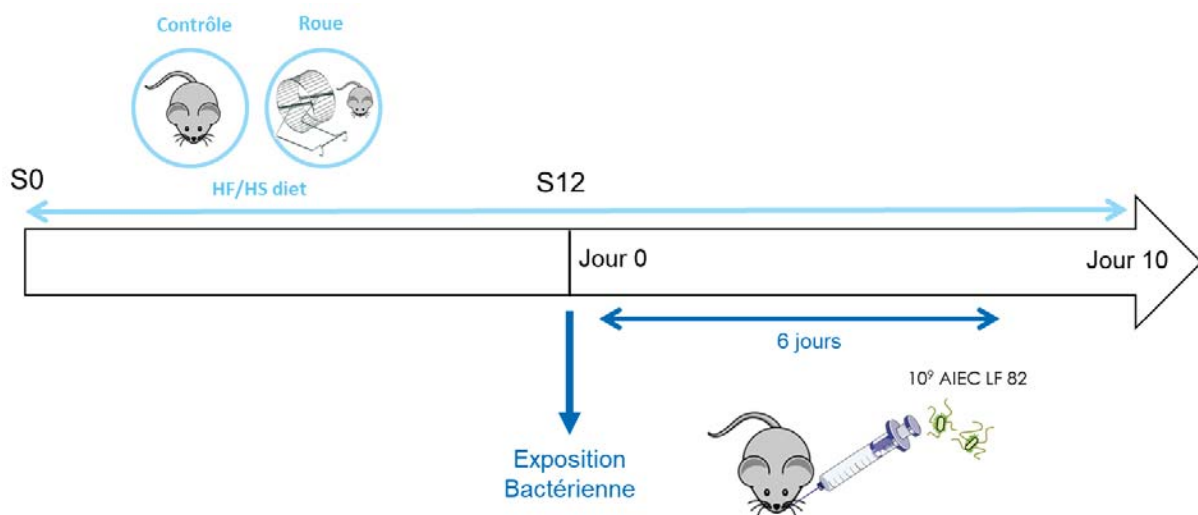 Contrôle
Roue
HF/HS diet
S0
S12
Jour 0
Jour 10
6 jours
10⁹ AIEC LF 82
Exposition
Bactérienne